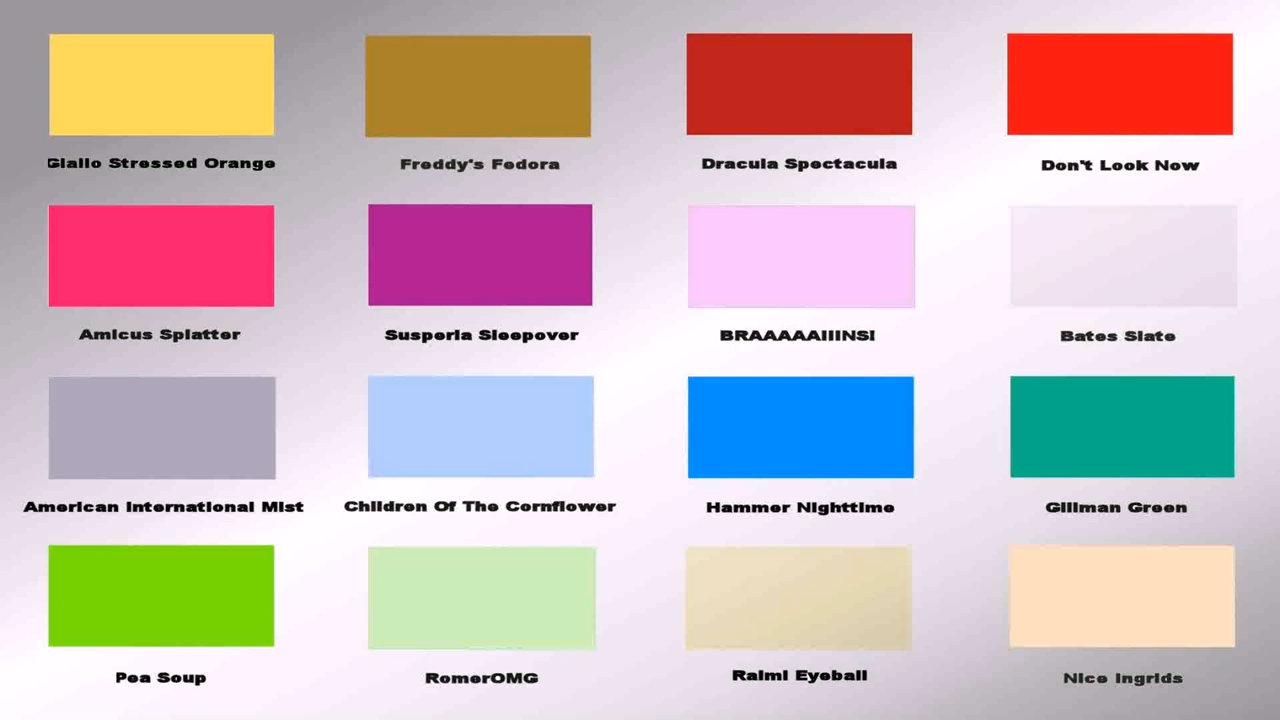 Giallo Stressed Orange
Freddy's Fedora
Dracula Spectacula
Don't Look Now
Amicus Splatter
Susperia Sleepover
BRAAAAAIIINS!
Bates Slate
American International Mist
Children Of The Cornflower
Hammer Nighttime
Gillman Green
Pea Soup
RomerOMG
Raimi Eyeball
Nice Ingrids